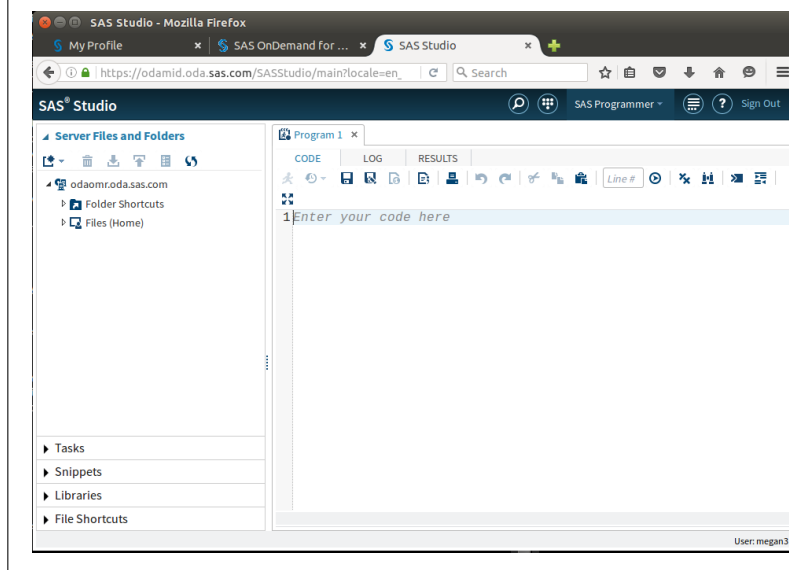 SAS Studio - Mozilla Firefox
My Profile × SAS OnDemand for ... × SAS Studio ×
https://odamid.oda.sas.com/SASStudio/main?locale=en_ Search
SAS® Studio SAS Programmer Sign Out
Server Files and Folders
odaomr.oda.sas.com
Folder Shortcuts
Files (Home)
Tasks
Snippets
Libraries
File Shortcuts
Program 1 ×
CODE LOG RESULTS
Line #
1 Enter your code here
User: megan3